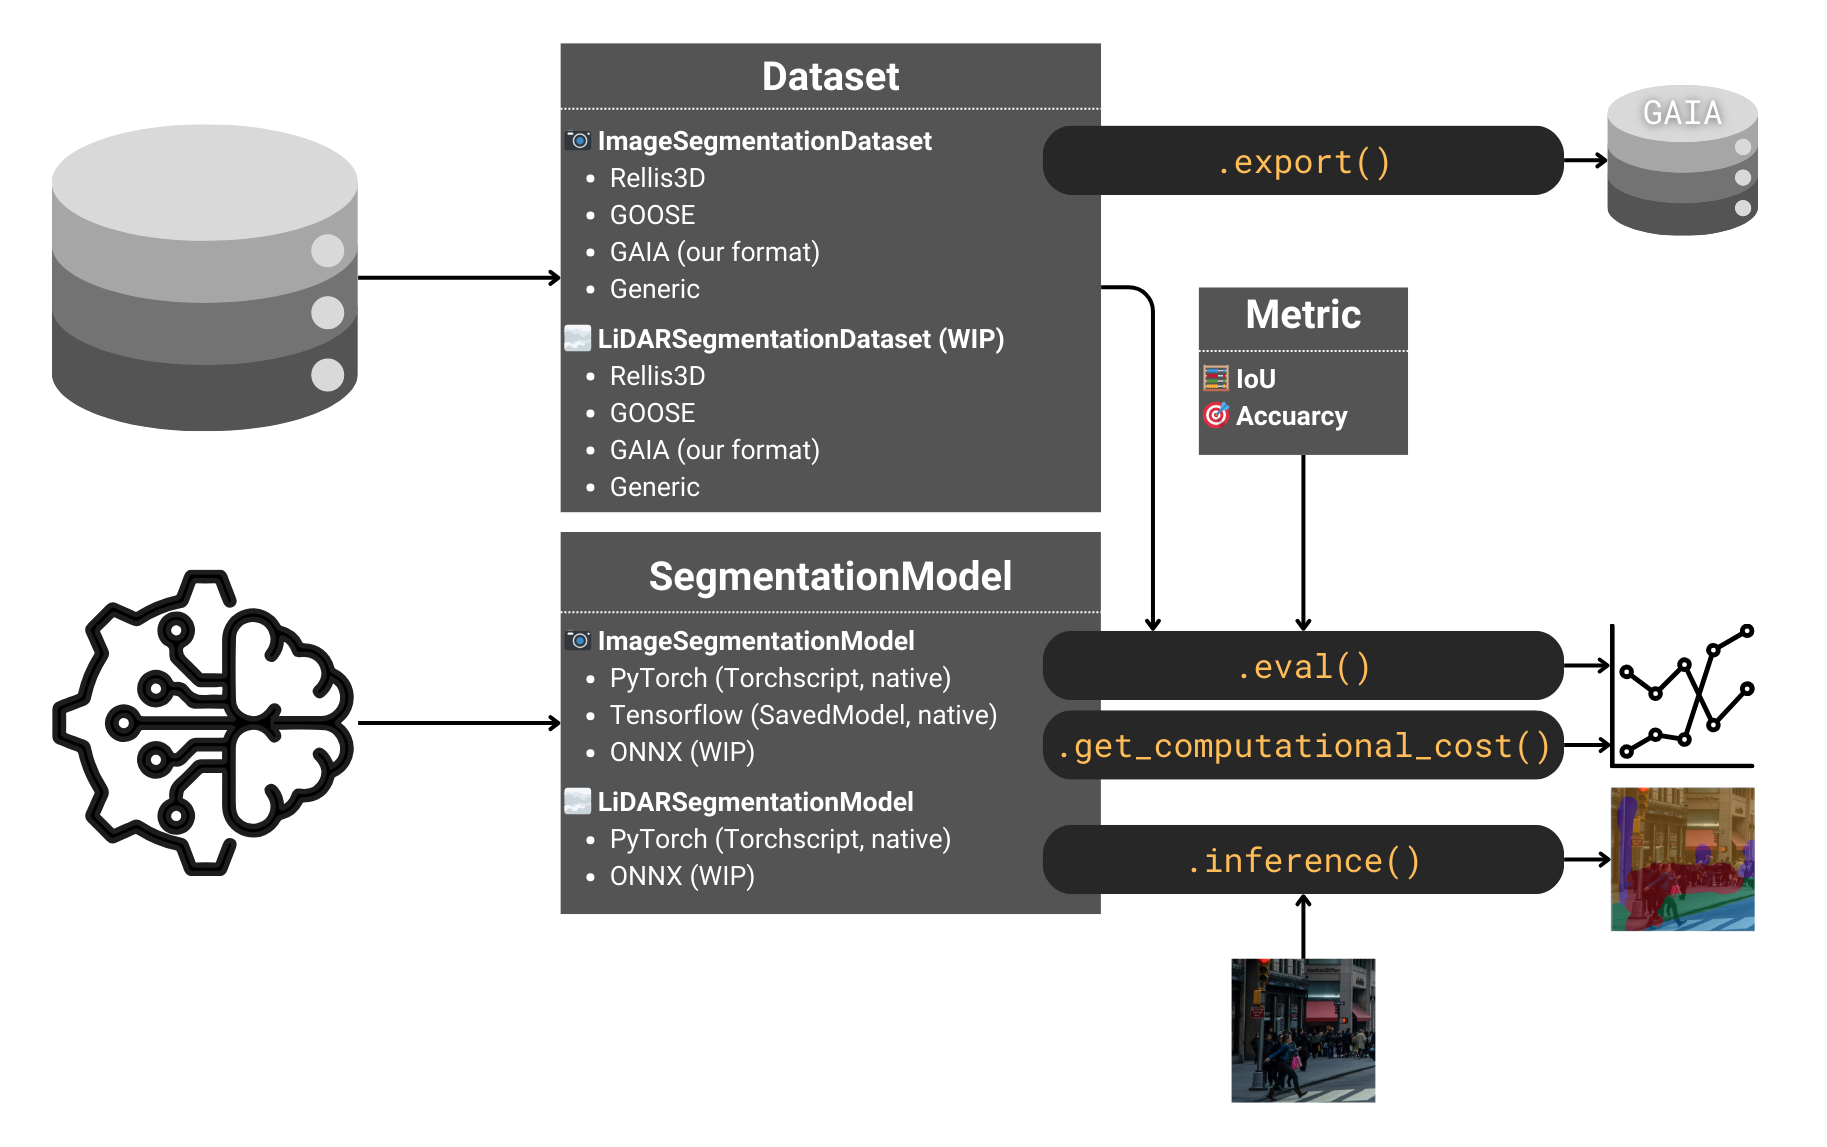 Dataset
ImageSegmentationDataset
• Rellis3D
• GOOSE
• GAIA (our format)
• Generic
LiDARSegmentationDataset (WIP)
• Rellis3D
• GOOSE
• GAIA (our format)
• Generic
.export()
GAIA
Metric
IoU
Accuarcy
SegmentationModel
ImageSegmentationModel
• PyTorch (Torchscript, native)
• Tensorflow (SavedModel, native)
• ONNX (WIP)
LiDARSegmentationModel
• PyTorch (Torchscript, native)
• ONNX (WIP)
.eval()
.get_computational_cost()
.inference()